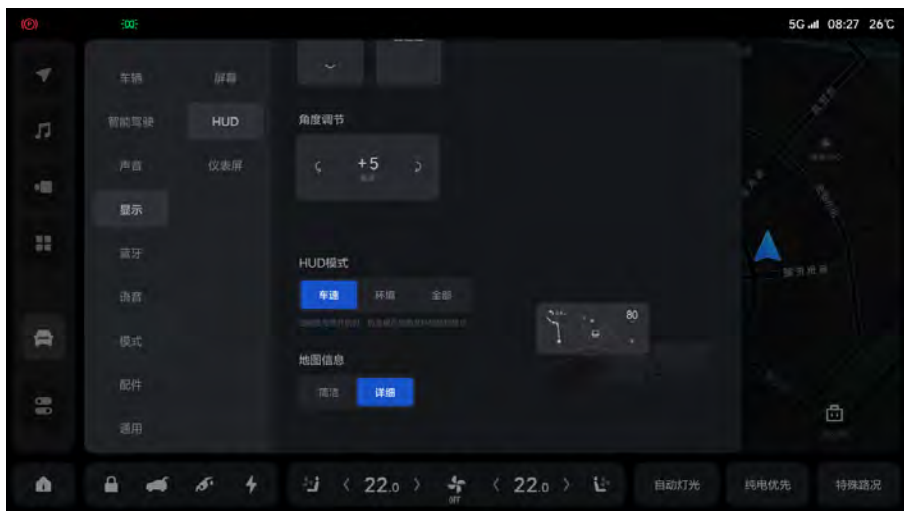 5G 08:27 26℃
车辆 屏幕
智能驾驶 HUD
角度调节
声音 仪表屏
+5
显示
蓝牙
HUD模式
语音
车速 环境 全部
80
模式
地图信息
配件
简洁 详细
通用
22.0
OFF
22.0
自动灯光
纯电优先
特殊路况